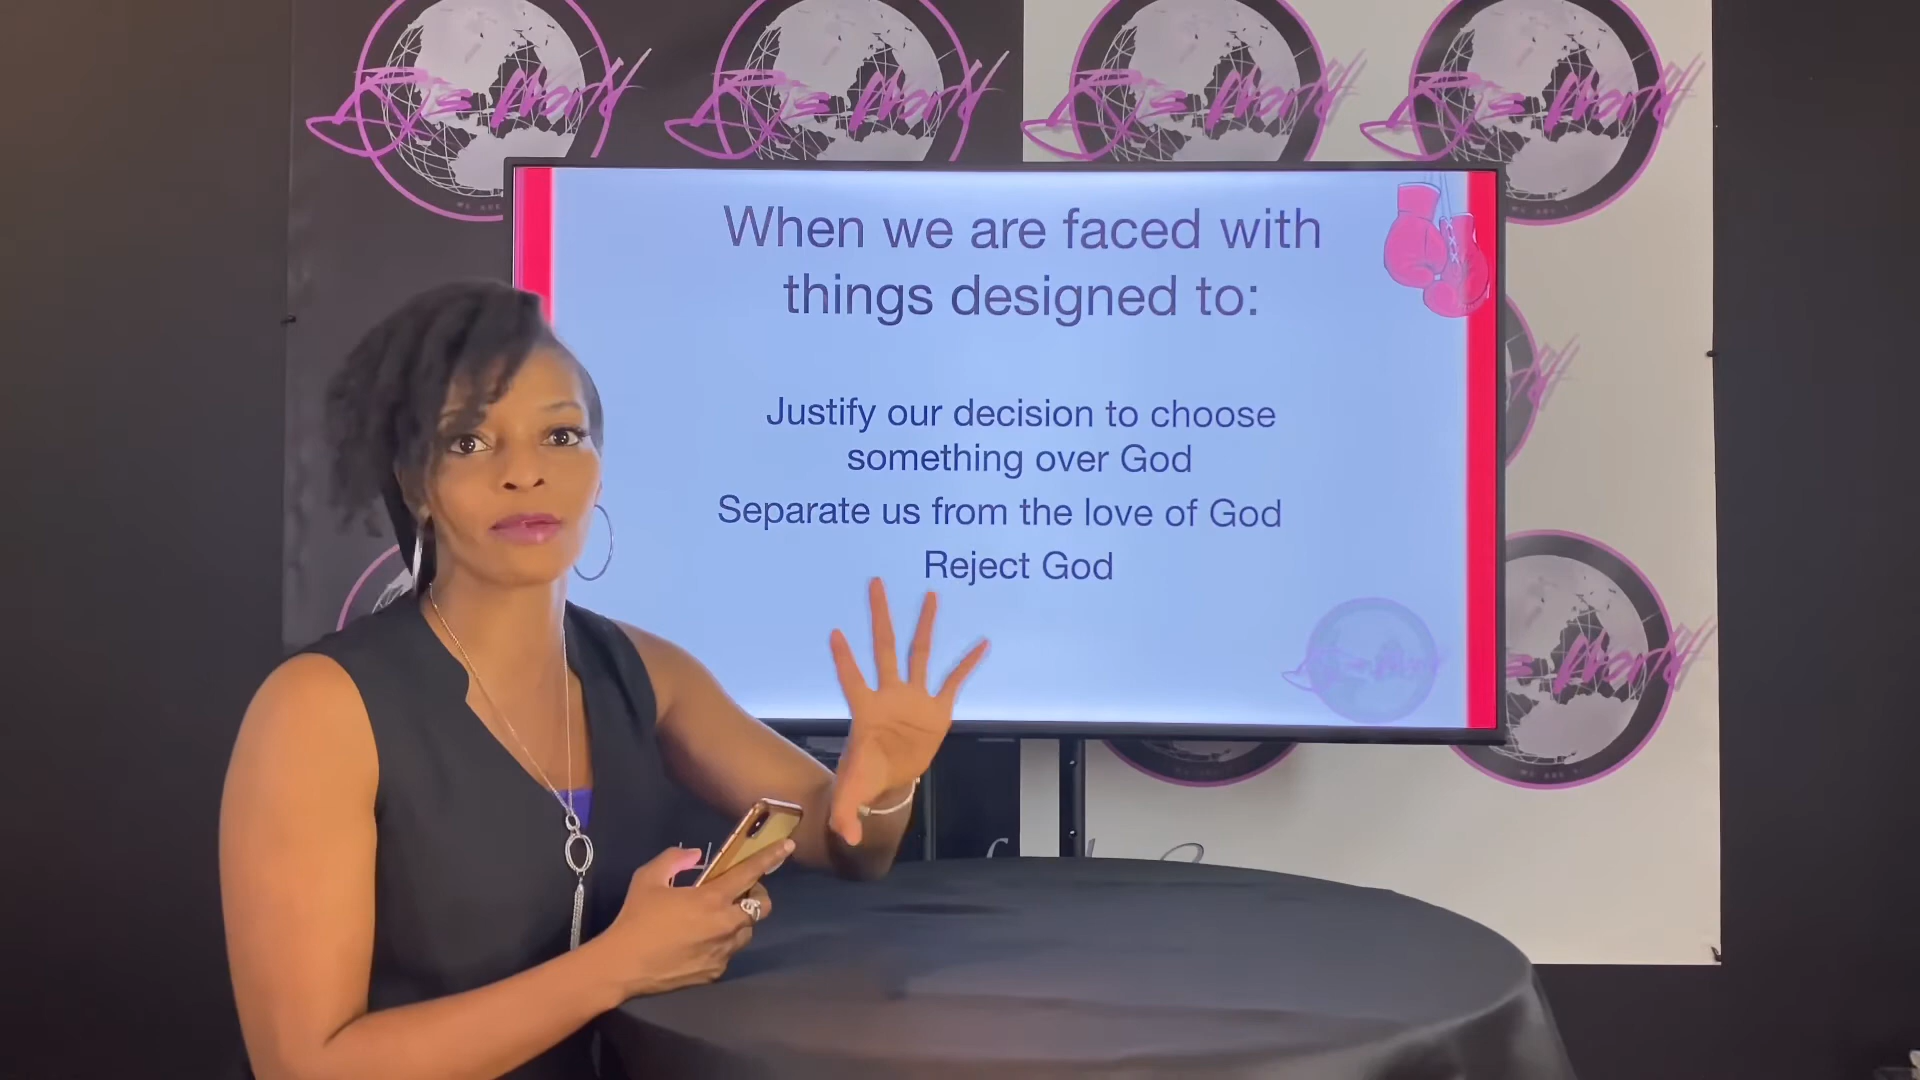 When we are faced with
things designed to:
Justify our decision to choose
something over God
Separate us from the love of God
Reject God